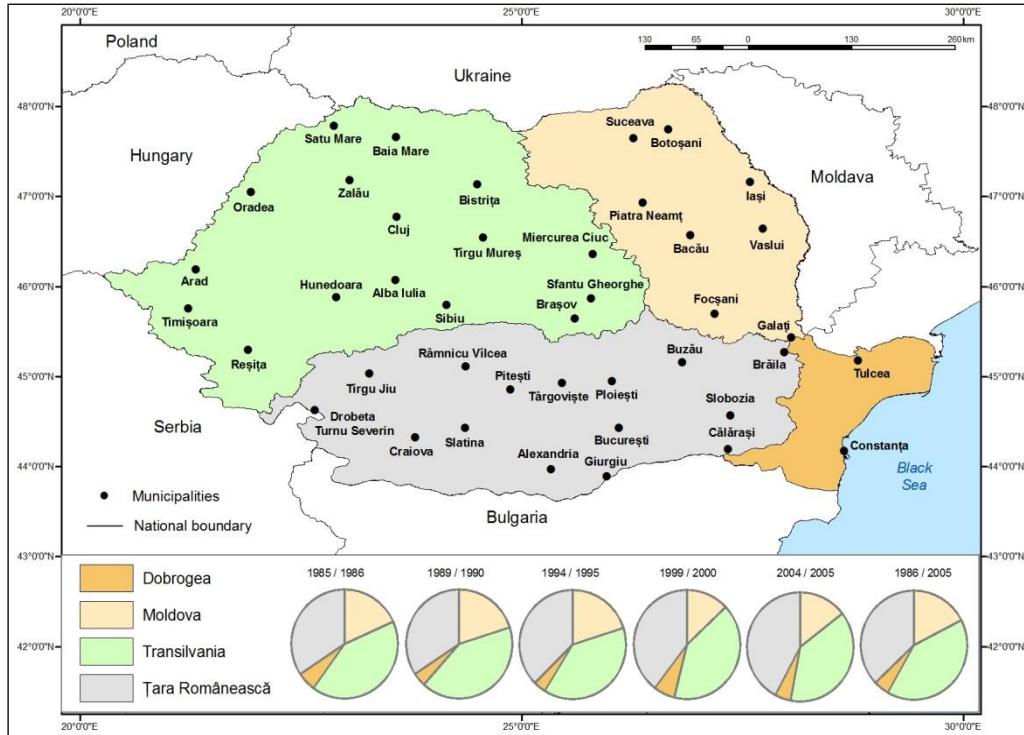 20°0'0"E
25°0'0"E
30°0'0"E
130
65
0
130
260km
Poland
Ukraine
48°0'0"N
48°0'0"N
Satu Mare
Baia Mare
Suceava
Botoșani
Hungary
Moldava
47°0'0"N
47°0'0"N
Oradea
Zalău
Bistrița
Iași
Cluj
Piatra Neamț
Tîrgu Mureș
Miercurea Ciuc
Bacău
Vaslui
46°0'0"N
46°0'0"N
Arad
Hunedoara
Alba Iulia
Sfantu Gheorghe
Timișoara
Sibiu
Brașov
Focșani
Galați
Reșița
Râmnicu Vîlcea
Buzău
Brăila
Tulcea
45°0'0"N
45°0'0"N
Tîrgu Jiu
Pitești
Târgoviște
Ploiești
Slobozia
Serbia
Drobeta
Turnu Severin
Craiova
Slatina
București
Călărași
Constanța
Alexandria
Giurgiu
44°0'0"N
44°0'0"N
Black
Sea
Municipalities
National boundary
Bulgaria
43°0'0"N
43°0'0"N
Dobrogea
Moldova
Transilvania
Țara Românească
1985 / 1986
1989 / 1990
1994 / 1995
1999 / 2000
2004 / 2005
1986 / 2005
42°0'0"N
42°0'0"N
20°0'0"E
25°0'0"E
30°0'0"E